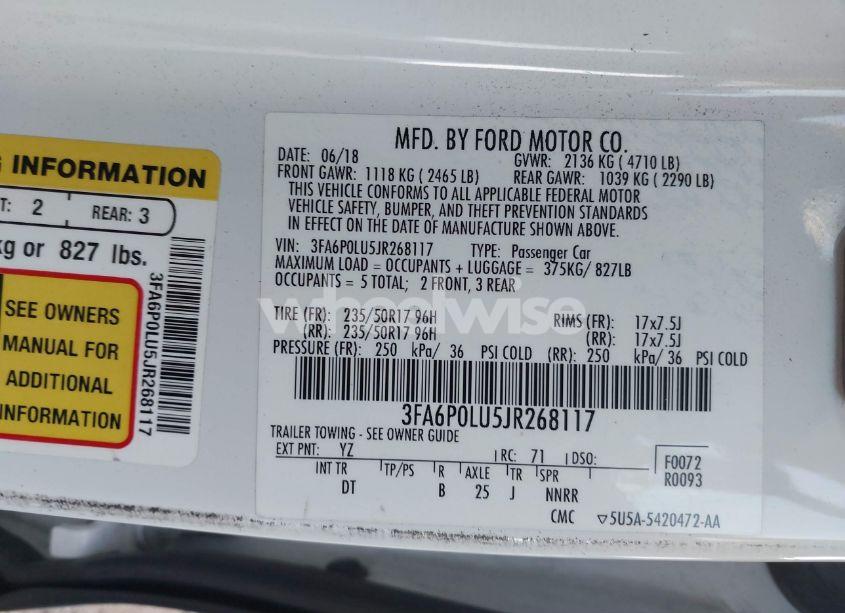 G INFORMATION
T: 2 REAR: 3
kg or 827 lbs.
SEE OWNERS
MANUAL FOR
ADDITIONAL
INFORMATION
3FA6P0LU5JR268117
MFD. BY FORD MOTOR CO.
DATE: 06/18 GVWR: 2136 KG ( 4710 LB)
FRONT GAWR: 1118 KG ( 2465 LB) REAR GAWR: 1039 KG ( 2290 LB)
THIS VEHICLE CONFORMS TO ALL APPLICABLE FEDERAL MOTOR
VEHICLE SAFETY, BUMPER, AND THEFT PREVENTION STANDARDS
IN EFFECT ON THE DATE OF MANUFACTURE SHOWN ABOVE.
VIN: 3FA6P0LU5JR268117 TYPE: Passenger Car
MAXIMUM LOAD = OCCUPANTS + LUGGAGE = 375KG/ 827LB
OCCUPANTS = 5 TOTAL; 2 FRONT, 3 REAR
wheelwise
TIRE (FR): 235/50R17 96H RIMS (FR): 17x7.5J
(RR): 235/50R17 96H (RR): 17x7.5J
PRESSURE (FR): 250 kPa/ 36 PSI COLD (RR): 250 kPa/ 36 PSI COLD
3FA6P0LU5JR268117
TRAILER TOWING - SEE OWNER GUIDE
EXT PNT: YZ RC: 71 DSO: F0072
R0093
INT TR TP/PS R AXLE TR SPR
DT B 25 J NNRR
CMC ▽5U5A-5420472-AA